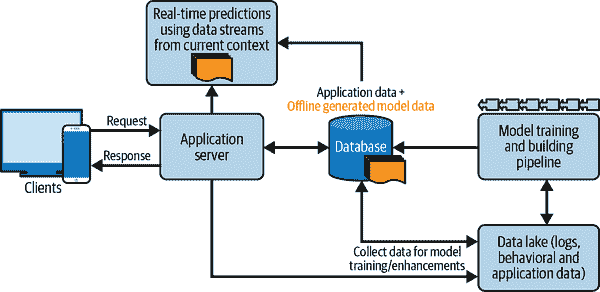 Real-time predictions
using data streams
from current context
Application data +
Offline generated model data
Request
Response
Clients
Application
server
Database
Model training
and building
pipeline
Collect data for model
training/enhancements
Data lake (logs,
behavioral and
application data)